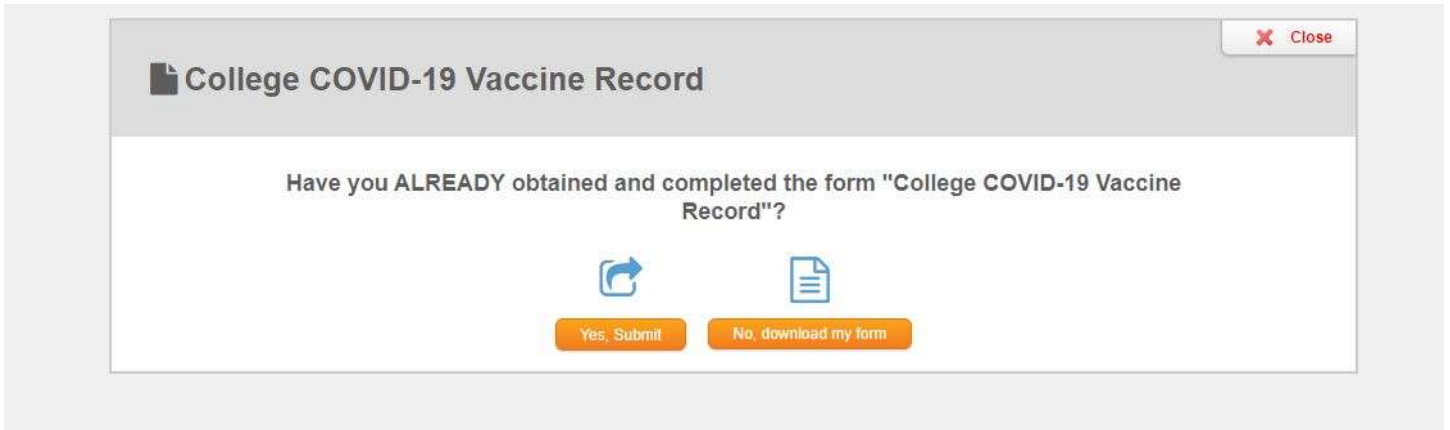 Close
College COVID-19 Vaccine Record
Have you ALREADY obtained and completed the form "College COVID-19 Vaccine
Record"?
Yes, Submit
No, download my form